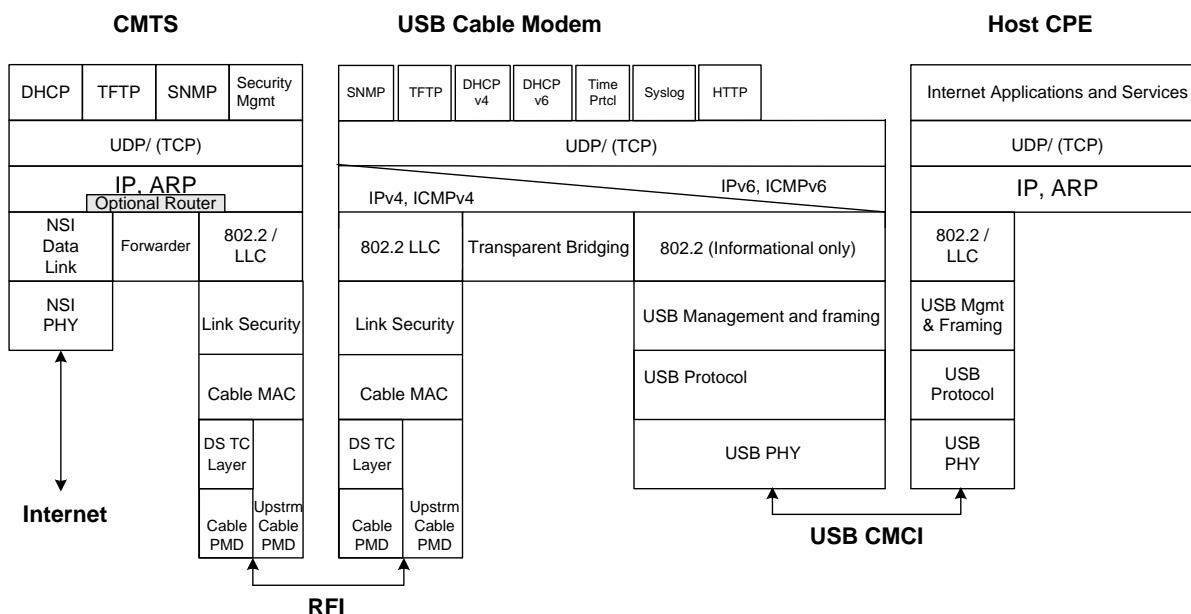 CMTS
USB Cable Modem
Host CPE
DHCP
TFTP
SNMP
Security
Mgmt
SNMP
TFTP
DHCP
v4
DHCP
v6
Time
Prtcl
Syslog
HTTP
Internet Applications and Services
UDP/ (TCP)
UDP/ (TCP)
UDP/ (TCP)
IP, ARP
Optional Router
IPv4, ICMPv4
IPv6, ICMPv6
IP, ARP
NSI
Data
Link
Forwarder
802.2 /
LLC
802.2 LLC
Transparent Bridging
802.2 (Informational only)
802.2 /
LLC
NSI
PHY
Link Security
Link Security
USB Management and framing
USB Mgmt
& Framing
Cable MAC
Cable MAC
USB Protocol
USB
Protocol
DS TC
Layer
DS TC
Layer
USB PHY
USB
PHY
Internet
Cable
PMD
Upstrm
Cable
PMD
Cable
PMD
Upstrm
Cable
PMD
USB CMCI
RFI